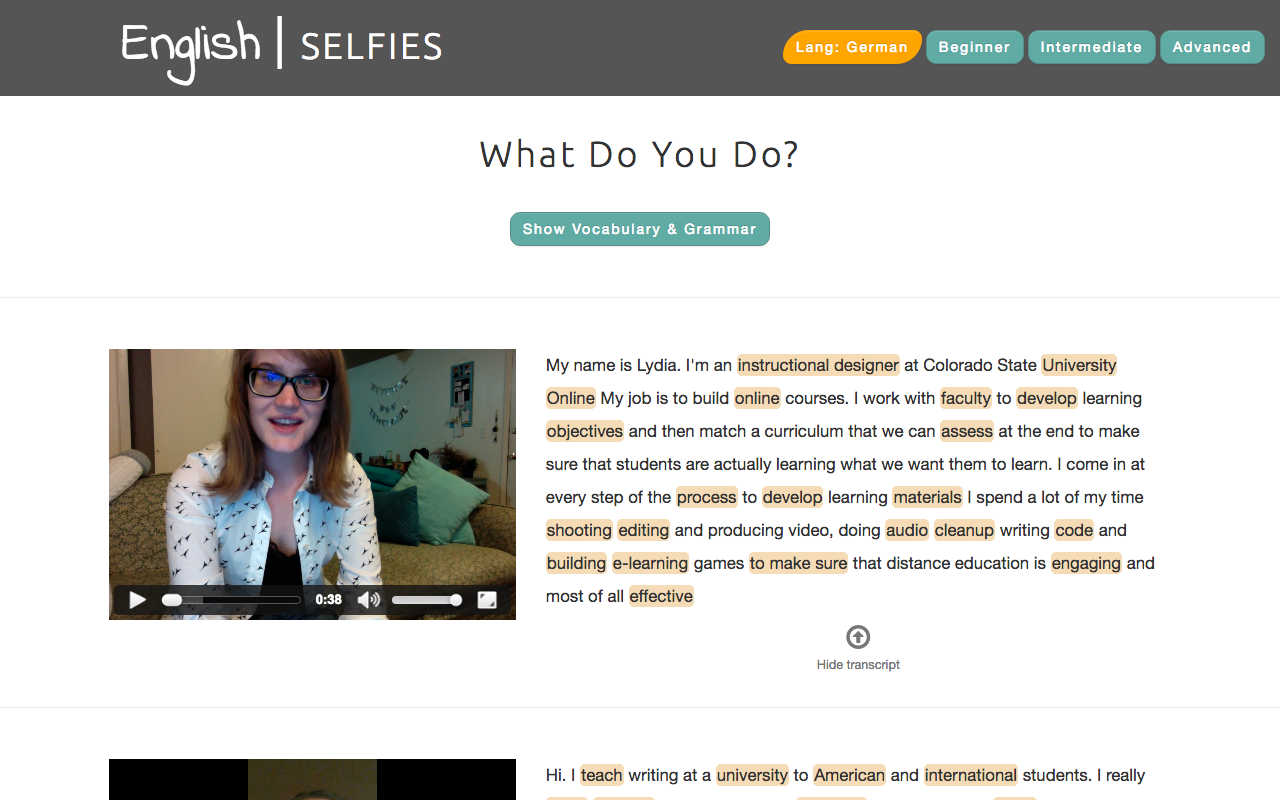 English | SELFIES
Lang: German
Beginner
Intermediate
Advanced
What Do You Do?
Show Vocabulary & Grammar
My name is Lydia. I'm an instructional designer at Colorado State University
Online My job is to build online courses. I work with faculty to develop learning
objectives and then match a curriculum that we can assess at the end to make
sure that students are actually learning what we want them to learn. I come in at
every step of the process to develop learning materials I spend a lot of my time
shooting editing and producing video, doing audio cleanup writing code and
building e-learning games to make sure that distance education is engaging and
most of all effective
0:38
Hide transcript
Hi. I teach writing at a university to American and international students. I really